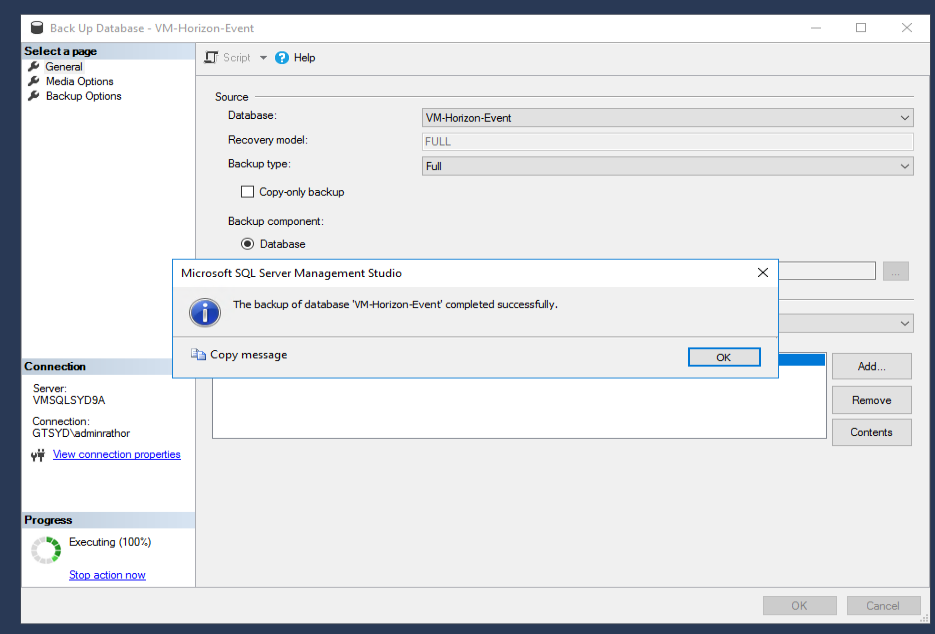 Back Up Database - VM-Horizon-Event
Select a page
General
Media Options
Backup Options
Script
Help
Source
Database:
VM-Horizon-Event
Recovery model:
FULL
Backup type:
Full
Copy-only backup
Backup component:
Database
...
Microsoft SQL Server Management Studio
The backup of database 'VM-Horizon-Event' completed successfully.
Copy message
OK
Add...
Remove
Contents
Connection
Server:
VMSQLSYD9A
Connection:
GTSYD\adminrathor
View connection properties
Progress
Executing (100%)
Stop action now
OK
Cancel